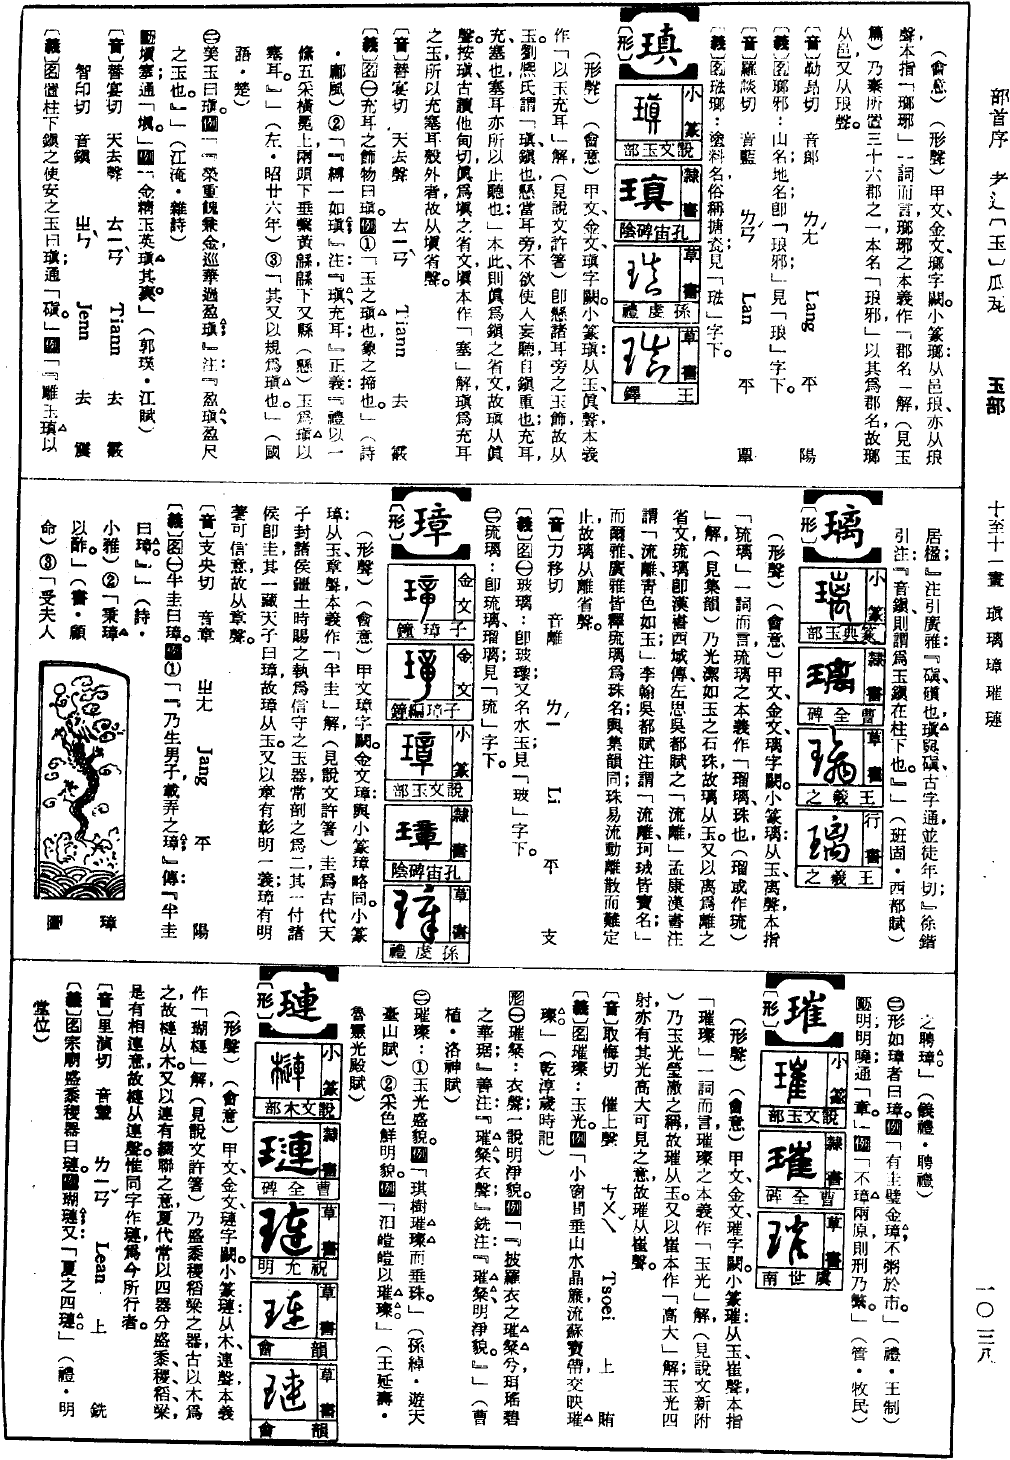 部首序
玉部
十至十一畫 瑱璃璋璀璉
一〇三八
(會意)(形聲)甲文、金文、瑯字闕。小篆瑯:从邑、琅亦从琅
聲、本指「瑯琊」一詞而言、瑯琊之本義作「郡名」解、(見玉
篇)乃秦所置三十六郡之一、本名「琅邪」、以其爲郡名、故瑯
从邑又从琅聲。
〔音〕勒昂切 音郎 ㄌㄤˊ Lang 平 陽
〔義〕名瑯邪:山名、地名;即「琅邪」;見「琅」字下。
〔音〕羅談切 音藍 ㄌㄢˊ Lan 平 覃
〔義〕名琺瑯:塗料名、俗稱搪瓷、見「琺」字下。
瑱
〔形〕
小篆 說文玉部
隸書 孔宙碑陰
草書 孫虔禮
草書 王鐸
(形聲)(會意)甲文、金文、瑱字闕。小篆瑱:从玉、眞聲、本義
作「以玉充耳」解、(見說文許箸)即懸諸耳旁之玉飾、故从
玉。劉熙氏謂「瑱、鎮也;懸當耳旁、不欲使人妄聽、自鎮重也;充耳、
充塞也;塞耳亦所以止聽也」本此、則眞爲鎮之省文、故瑱从眞
聲。按瑱古讀他甸切、眞爲塡之省文、塡本作「塞」解、瑱爲充耳
之玉、所以充塞耳殼外者、故从塡省聲。
〔音〕替宴切 天去聲 ㄊㄧㄢˋ Tiann 去 霰
〔義〕名㊀充耳之飾物曰瑱。例①「玉之瑱也、象之揥也。」(詩
・鄘風)②「『縛一如瑱』注『瑱、充耳;』正義『禮以一
絛五采橫冕上、兩頭下垂、繫黃緜、緜下又縣(懸)玉爲瑱以
塞耳。』」(左・昭廿六年)③「其又以規爲瑱也。」(國
語・楚)
㊁美玉曰瑱。例「『榮重餽兼金、巡華過盈瑱』注:『盈瑱、盈尺
之玉也。』」(江淹・雜詩)
動塡塞;通「塡。」例「金精玉英瑱其裏」(郭璞・江賦)
〔音〕替宴切 天去聲 ㄊㄧㄢˋ Tiann 去 霰
智印切 音鎮 ㄓㄣˋ Jenn 去 震
〔義〕名置柱下鎮之使安之玉曰瑱;通「磌。」例「『雕玉瑱以
居楹』注引廣雅『磌、礩也;瑱與磌古字通、並徒年切;』徐鍇
引注『音鎮、則謂爲玉鎮在柱下也。』」(班固・西都賦)
璃
〔形〕
小篆 篆典玉部
隸書 曹全碑
草書 王羲之
行書 王羲之
(形聲)(會意)甲文、金文、璃字闕。小篆璃:从玉、离聲、本指
「琉璃」一詞而言、琉璃之本義作「瑠璃、珠也、(瑠或作琉)
」解、(見集韻)乃光潔如玉之石珠、故璃从玉。又以离爲離之
省文、琉璃即漢書西域傳、左思吳都賦之「流離」、孟康漢書注
謂「流離青色如玉」;李翰吳都賦注謂「流離、珂珬、皆寶名;」
而爾雅、廣雅皆釋琉璃爲珠名;與集韻同;珠易流動離散而難定
止、故璃从離省聲。
〔音〕力移切 音離 ㄌㄧˊ Li 平 支
〔義〕名㊀玻璃:即玻瓈、又名水玉、見「玻」字下。
㊁琉璃:即琉璃、瑠璃、見「琉」字下。
璋
〔形〕
金文 子璋鐘
金文 子璋編鐘
小篆 說文玉部
隸書 孔宙碑陰
草書 孫虔禮
(形聲)(會意)甲文璋字闕。金文璋:與小篆璋略同。小篆
璋:从玉、章聲、本義作「半圭」解、(見說文許箸)圭爲古代天
子封諸侯疆土時賜之執爲信守之玉器、常剖之爲二、其一付諸
侯即圭、其一藏天子曰璋、故璋从玉。又以章有彰明一義、璋有明
著可信意、故从章聲。
〔音〕支央切 音章 ㄓㄤ Jang 平 陽
〔義〕名㊀半圭曰璋。例①「『乃生男子、載弄之璋』傳『半圭
曰璋。』」(詩・
小雅)②「秉璋
以酢。」(書・顧
命)③「受夫人
璋圖
之聘璋。」(儀禮・聘禮)
㊁形如璋者曰璋。例「有圭璧金璋、不粥於市。」(禮・王制)
動明;明曉;通「章。」例「不璋兩原、則刑乃繁。」(管・牧民)
璀
〔形〕
小篆 說文玉部
隸書 曹全碑
草書 虞世南
(形聲)(會意)甲文、金文、璀字闕。小篆璀:从玉、崔聲、本指
「璀璨」一詞而言、璀璨之本義作「玉光」解、(見說文新附
)乃玉光瑩澈之稱、故璀从玉。又以崔本作「高大」解;玉光四
射亦有其光高大可見之意、故璀从崔聲。
〔音〕取悔切 催上聲 ㄘㄨㄟˇ Tsoei 上 賄
〔義〕名璀璨:玉光。例「小窗間垂山水晶簾、流蘇寶帶、交映璀
璨。」(乾淳歲時記)
形㊀璀粲:衣聲;一說明淨貌。例「『披羅衣之璀粲兮、珥瑤碧
之華琚』善注:『璀粲、衣聲;』銑注:『璀粲、明淨貌。』」(曹
植・洛神賦)
㊁璀璨:①玉光盛貌。例「琪樹璀璨而垂珠。」(孫綽・遊天
臺山賦)②采色鮮明貌。例「汨磑磑以璀璨。」(王延壽・
魯靈光殿賦)
璉
〔形〕
小篆 說文木部
隸書 曹全碑
草書 祝允明
草書 韻會
草書 韻會
(形聲)(會意)甲文、金文、璉字闕。小篆璉:从木、連聲、本義
作「瑚槤」解、(見說文許箸)乃盛黍稷稻粱之器、古以木爲
之、故槤从木。又以連有綴聯之意、夏代常以四器分盛黍、稷、稻、粱、
是有相連意、故槤从連聲。惟同字作璉、爲今所行者。
〔音〕里演切 音輦 ㄌㄧㄢˇ Lean 上 銑
〔義〕名宗廟盛黍稷器曰璉。例瑚璉又「夏之四璉」(禮・明
堂位)